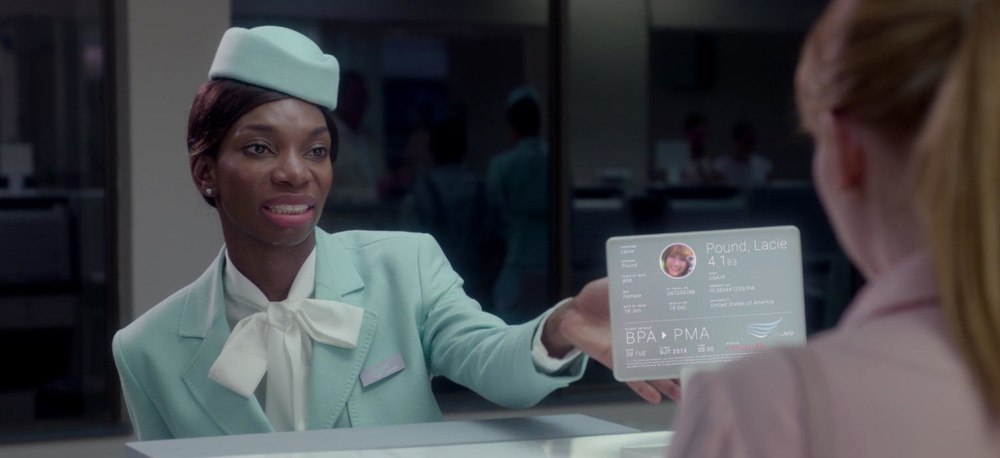 FORENAME
Lacie
SURNAME
Pound
PLACE OF ISSUE
BPA
SEX
Female
DATE OF ISSUE
19 Jun
OB7299786
DATE OF EXP
19 Dec
Pound, Lacie
4.183
CODE
USA/R
PASSPORT NO.
PL589441235/PW
NATIONALITY
United States of America
FLIGHT DETAILS
BPA ▶ PMA
SkyJetz
DATE
09 TUE
FLIGHT
SJT 251X
TIME
20.30
STATUS
CANCELLED